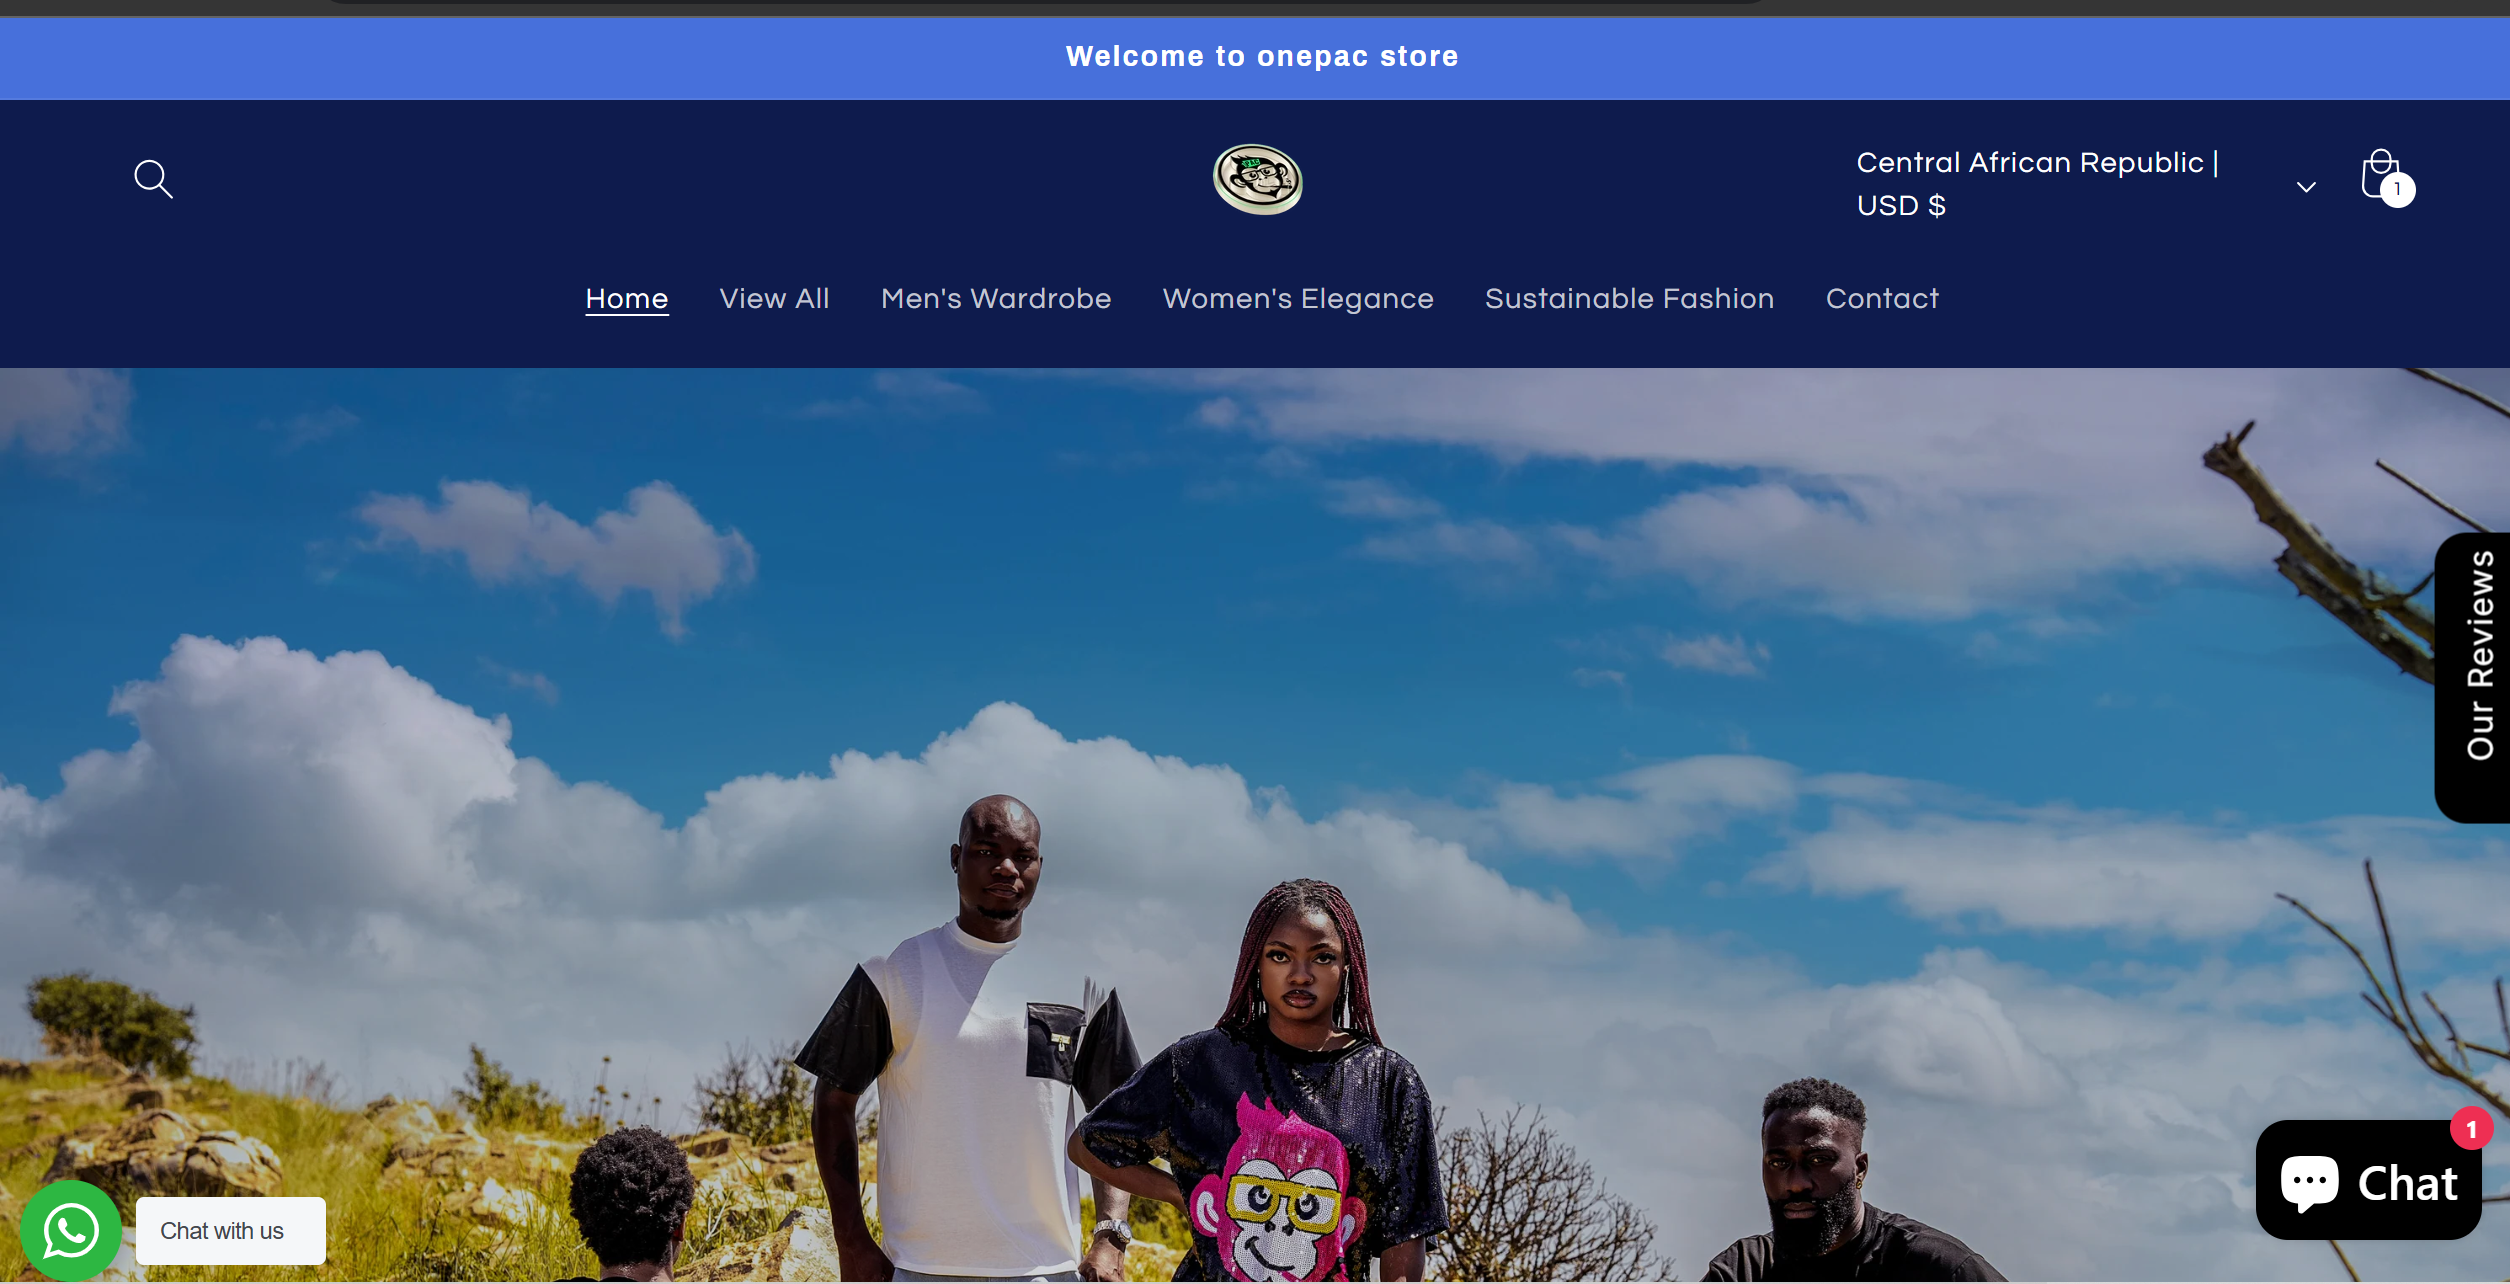 Welcome to onepac store
Central African Republic |
USD $
1
Home View All Men's Wardrobe Women's Elegance Sustainable Fashion Contact
Our Reviews
1
Chat
Chat with us